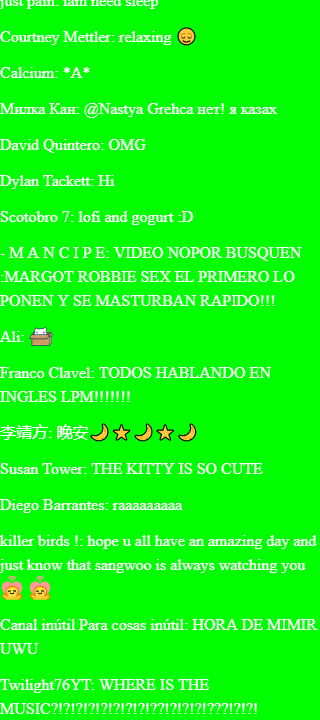 just pain. iam need sleep
Courtney Mettler: relaxing 😌
Calcium: *A*
Милка Кан: @Nastya Grehca нет! я казах
David Quintero: OMG
Dylan Tackett: Hi
Scotobro 7: lofi and gogurt :D
- M A N C I P E: VIDEO NOPOR BUSQUEN
:MARGOT ROBBIE SEX EL PRIMERO LO
PONEN Y SE MASTURBAN RAPIDO!!!
Ali:
Franco Clavel: TODOS HABLANDO EN
INGLES LPM!!!!!!!
李靖方: 晚安🌙⭐🌙⭐🌙
Susan Tower: THE KITTY IS SO CUTE
Diego Barrantes: raaaaaaaaa
killer birds !: hope u all have an amazing day and
just know that sangwoo is always watching you
Canal inútil Para cosas inútil: HORA DE MIMIR
UWU
Twilight76YT: WHERE IS THE
MUSIC?!?!?!?!?!?!?!?!??!?!?!?!???!?!?!